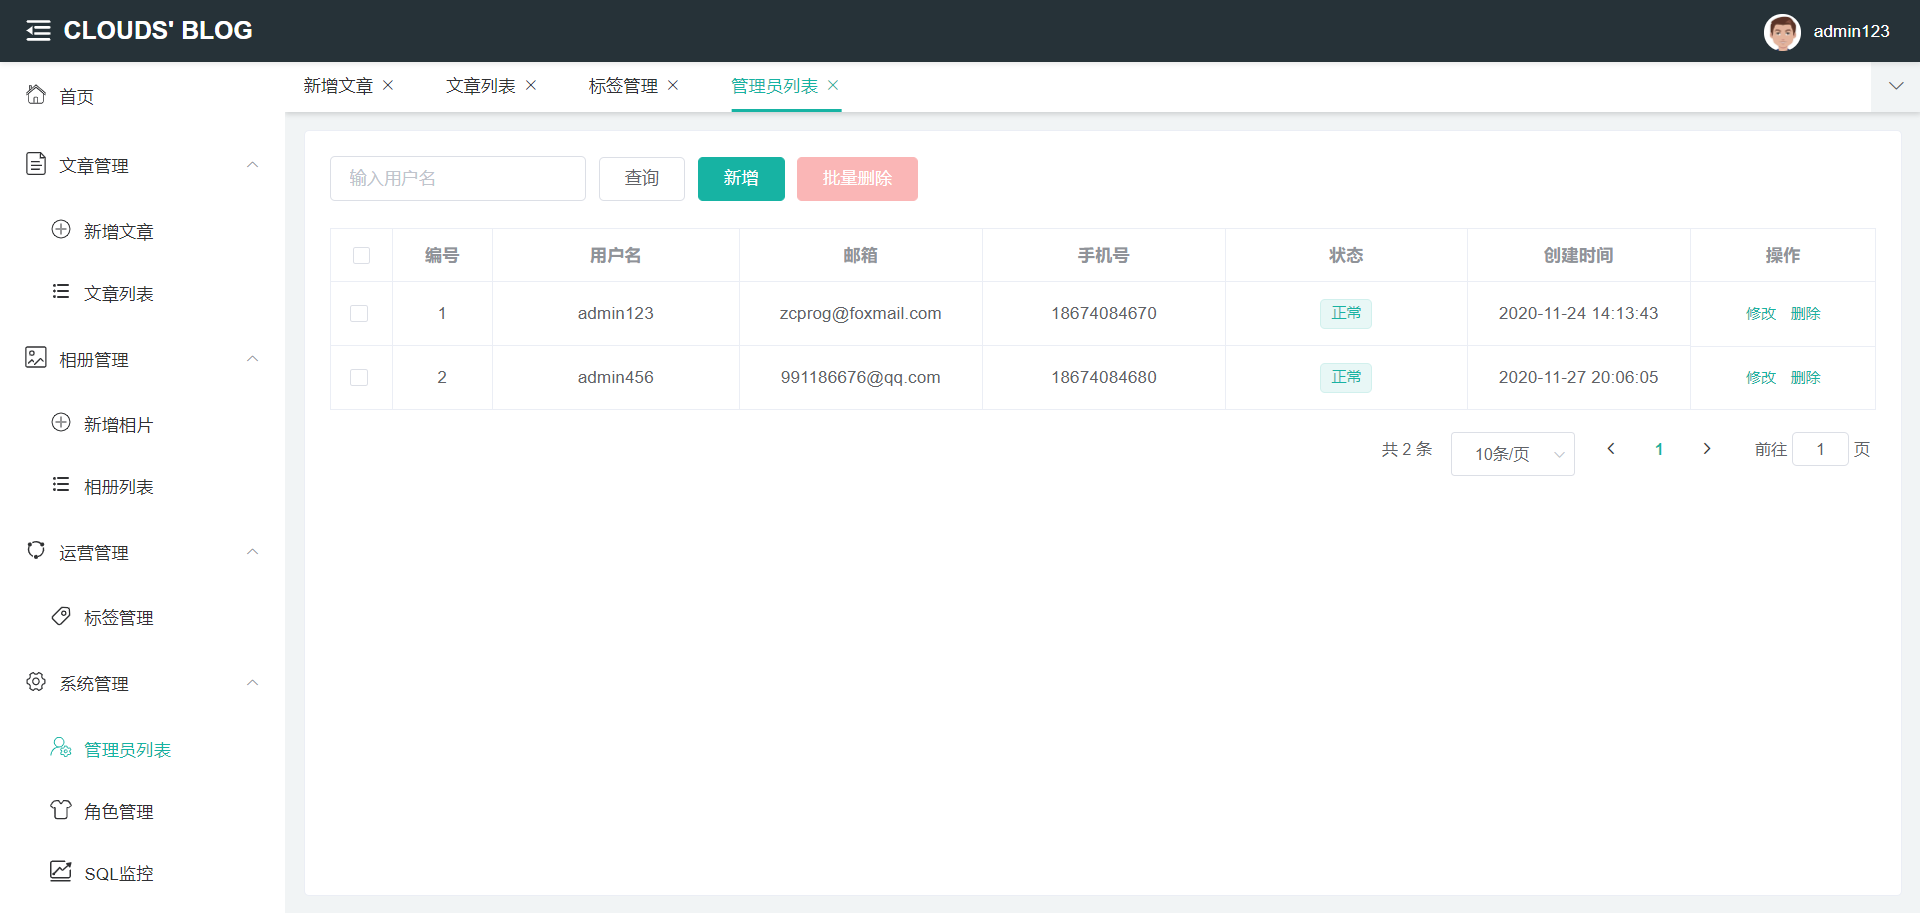 CLOUDS' BLOG
admin123
首页
文章管理
新增文章
文章列表
相册管理
新增相片
相册列表
运营管理
标签管理
系统管理
管理员列表
角色管理
SQL监控
新增文章 文章列表 标签管理 管理员列表
输入用户名 查询 新增 批量删除
编号 用户名 邮箱 手机号 状态 创建时间 操作
1 admin123 zcprog@foxmail.com 18674084670 正常 2020-11-24 14:13:43 修改 删除
2 admin456 991186676@qq.com 18674084680 正常 2020-11-27 20:06:05 修改 删除
共 2 条 10条/页 1 前往 1 页